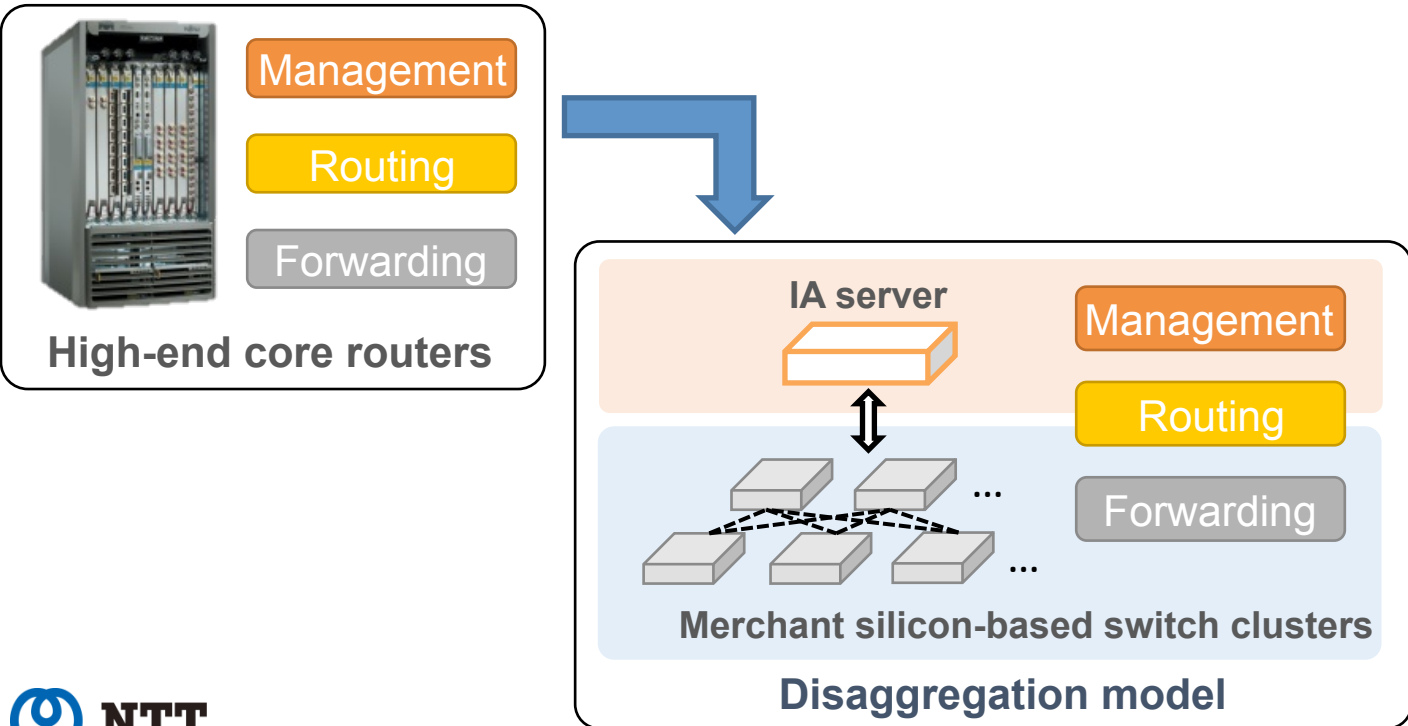 Management
Routing
Forwarding
High-end core routers
IA server
Management
Routing
...
Forwarding
...
Merchant silicon-based switch clusters
Disaggregation model
NTT